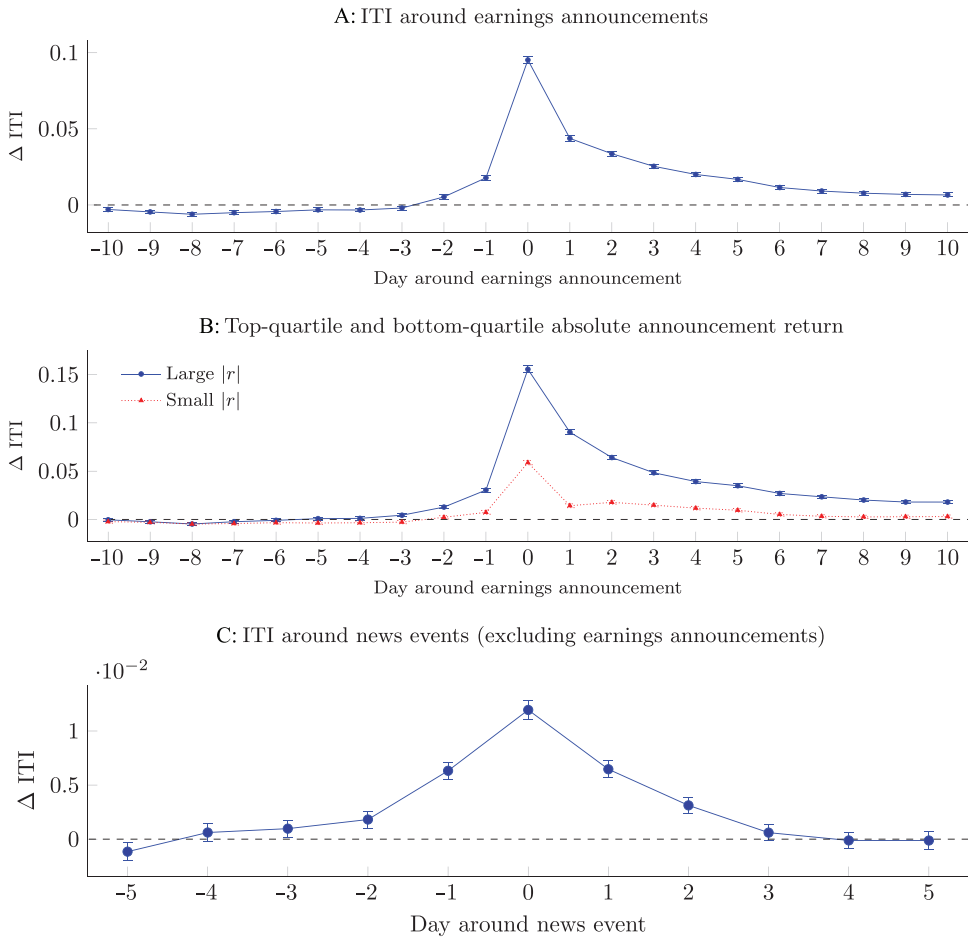 A: ITI around earnings announcements
0.1
0.05
0
Δ ITI
-10 -9 -8 -7 -6 -5 -4 -3 -2 -1 0 1 2 3 4 5 6 7 8 9 10
Day around earnings announcement
B: Top-quartile and bottom-quartile absolute announcement return
Large |r|
Small |r|
0.15
0.1
0.05
0
Δ ITI
-10 -9 -8 -7 -6 -5 -4 -3 -2 -1 0 1 2 3 4 5 6 7 8 9 10
Day around earnings announcement
C: ITI around news events (excluding earnings announcements)
·10⁻²
1
0.5
0
Δ ITI
-5 -4 -3 -2 -1 0 1 2 3 4 5
Day around news event